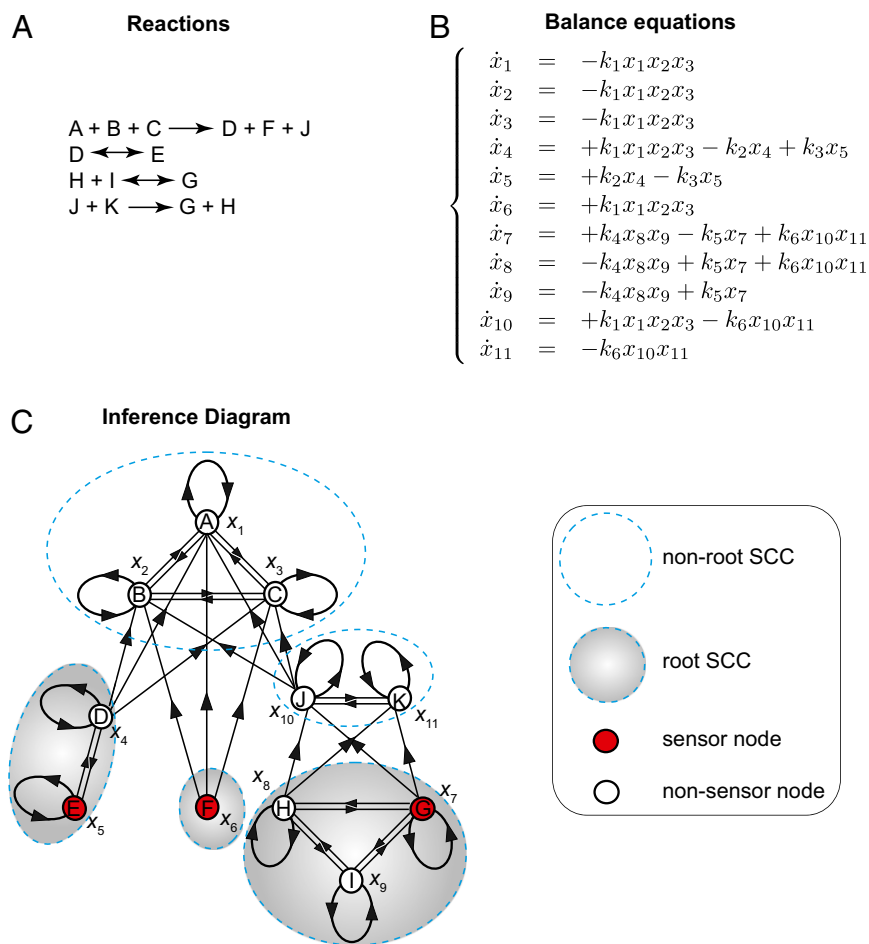 A Reactions
A + B + C ⟶ D + F + J
D ⟷ E
H + I ⟷ G
J + K ⟶ G + H
B Balance equations
ẋ₁ = −k₁x₁x₂x₃
ẋ₂ = −k₁x₁x₂x₃
ẋ₃ = −k₁x₁x₂x₃
ẋ₄ = +k₁x₁x₂x₃ − k₂x₄ + k₃x₅
ẋ₅ = +k₂x₄ − k₃x₅
ẋ₆ = +k₁x₁x₂x₃
ẋ₇ = +k₄x₈x₉ − k₅x₇ + k₆x₁₀x₁₁
ẋ₈ = −k₄x₈x₉ + k₅x₇ + k₆x₁₀x₁₁
ẋ₉ = −k₄x₈x₉ + k₅x₇
ẋ₁₀ = +k₁x₁x₂x₃ − k₆x₁₀x₁₁
ẋ₁₁ = −k₆x₁₀x₁₁
C Inference Diagram
A x₁
x₂ x₃
B C
D x₄
E x₅
F x₆
J K
x₁₀ x₁₁
x₈ x₇
H G
I x₉
non-root SCC
root SCC
sensor node
non-sensor node